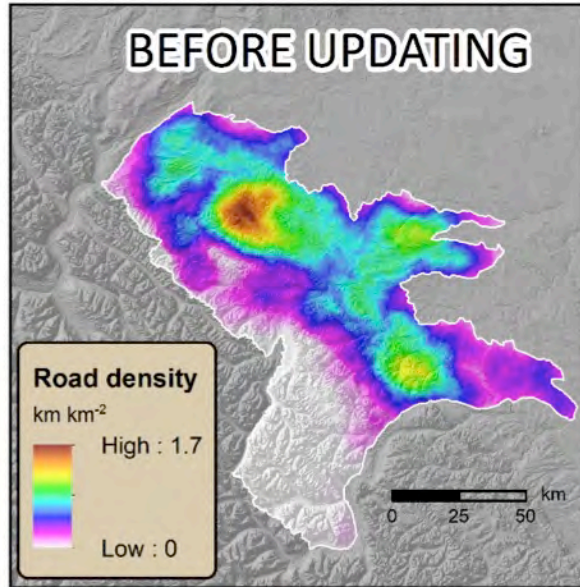 BEFORE UPDATING
Road density
km km⁻²
High : 1.7
Low : 0
km
0 25 50